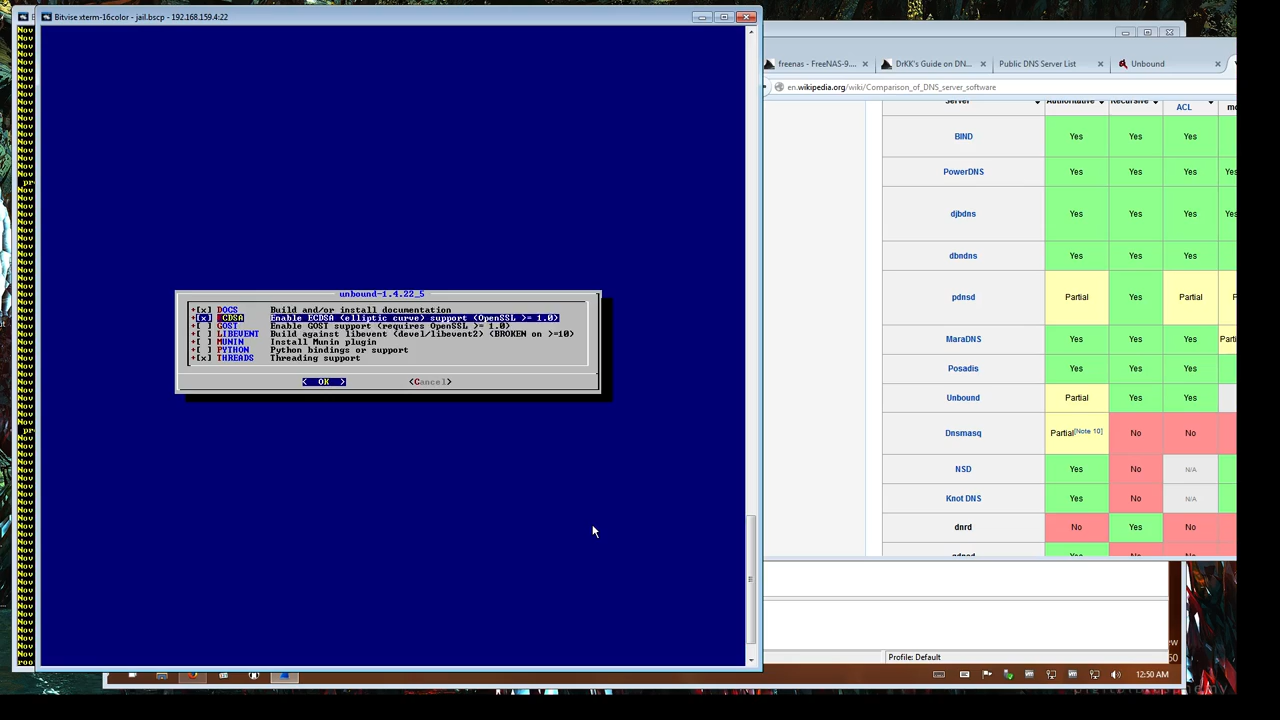 Bitvise xterm-16color - jail.bscp - 192.168.159.4:22
unbound-1.4.22_5
+[x] DOCS Build and/or install documentation
+[x] ECDSA Enable ECDSA (elliptic curve) support (OpenSSL >= 1.0)
+[ ] GOST Enable GOST support (requires OpenSSL >= 1.0)
+[ ] LIBEVENT Build against libevent (devel/libevent2) (BROKEN on >=10)
+[ ] MUNIN Install Munin plugin
+[ ] PYTHON Python bindings or support
+[x] THREADS Threading support
< OK > <Cancel>
Nov
Nov
freenas - FreeNAS-9.... DrKK's Guide on DN... Public DNS Server List Unbound
en.wikipedia.org/wiki/Comparison_of_DNS_server_software
Server Authoritative Recursive ACL
BIND Yes Yes Yes
PowerDNS Yes Yes Yes Yes
djbdns Yes Yes Yes Yes
dbndns Yes Yes Yes
pdnsd Partial Yes Partial
MaraDNS Yes Yes Yes Parti
Posadis Yes Yes Yes
Unbound Partial Yes Yes
Dnsmasq Partial[Note 10] No No
NSD Yes No N/A
Knot DNS Yes No N/A
dnrd No Yes No
Profile: Default
12:50 AM